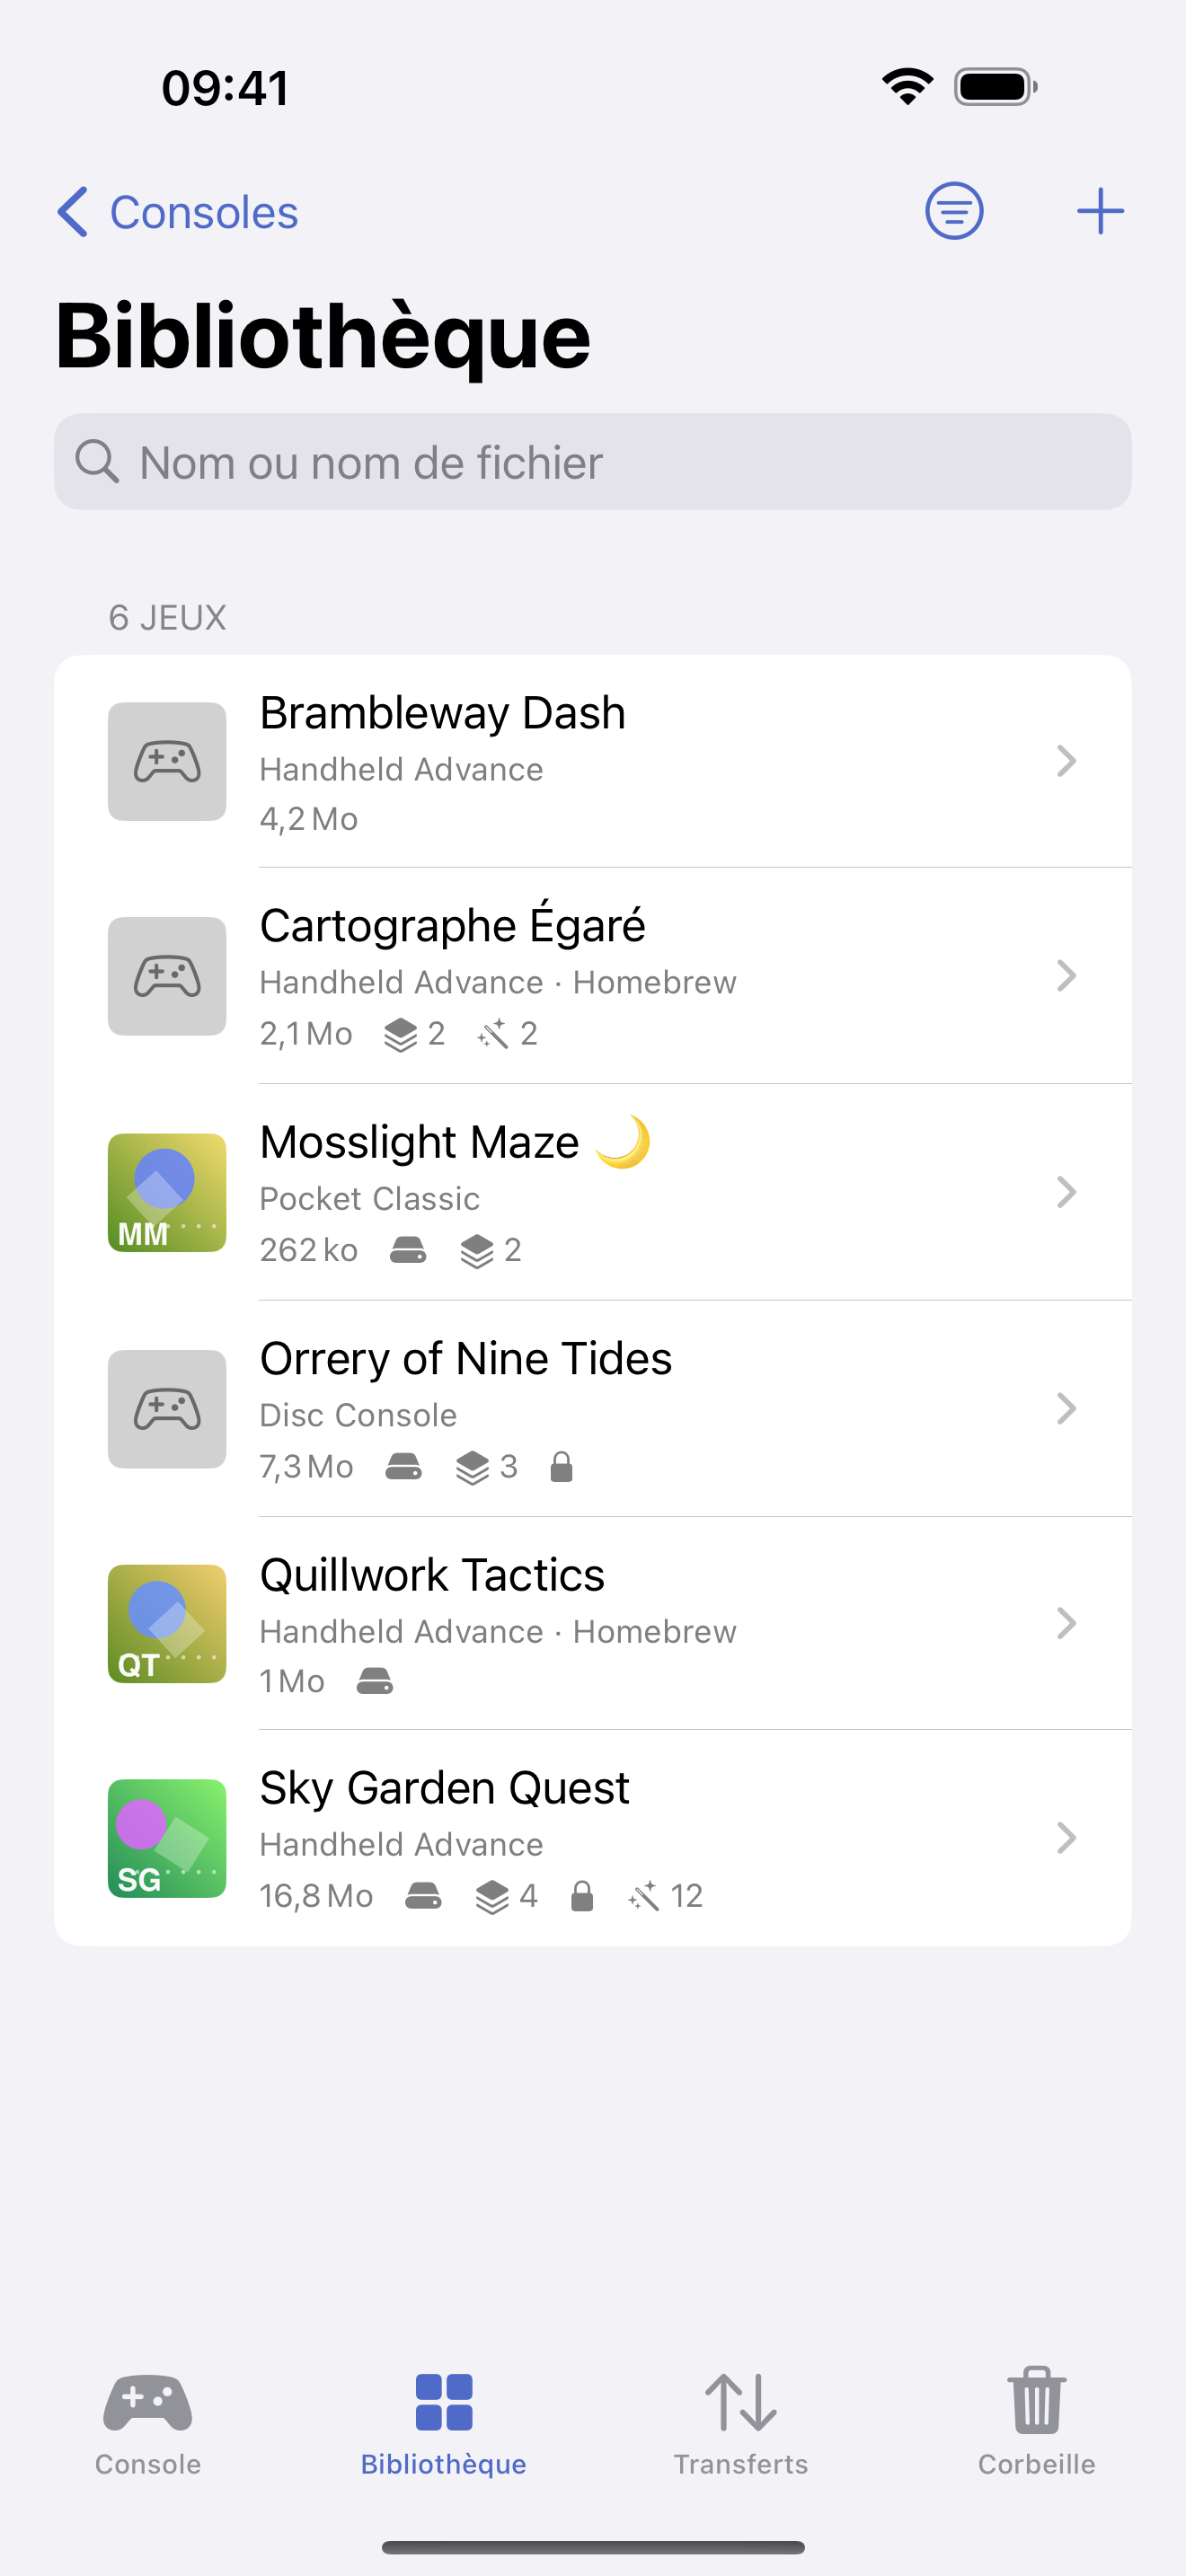 09:41
Consoles
Bibliothèque
Nom ou nom de fichier
6 JEUX
Brambleway Dash
Handheld Advance
4,2 Mo
Cartographe Égaré
Handheld Advance · Homebrew
2,1 Mo 2 2
Mosslight Maze 🌙
Pocket Classic
262 ko 2
MM
Orrery of Nine Tides
Disc Console
7,3 Mo 3
Quillwork Tactics
Handheld Advance · Homebrew
1 Mo
QT
Sky Garden Quest
Handheld Advance
16,8 Mo 4 12
SG
Console Bibliothèque Transferts Corbeille